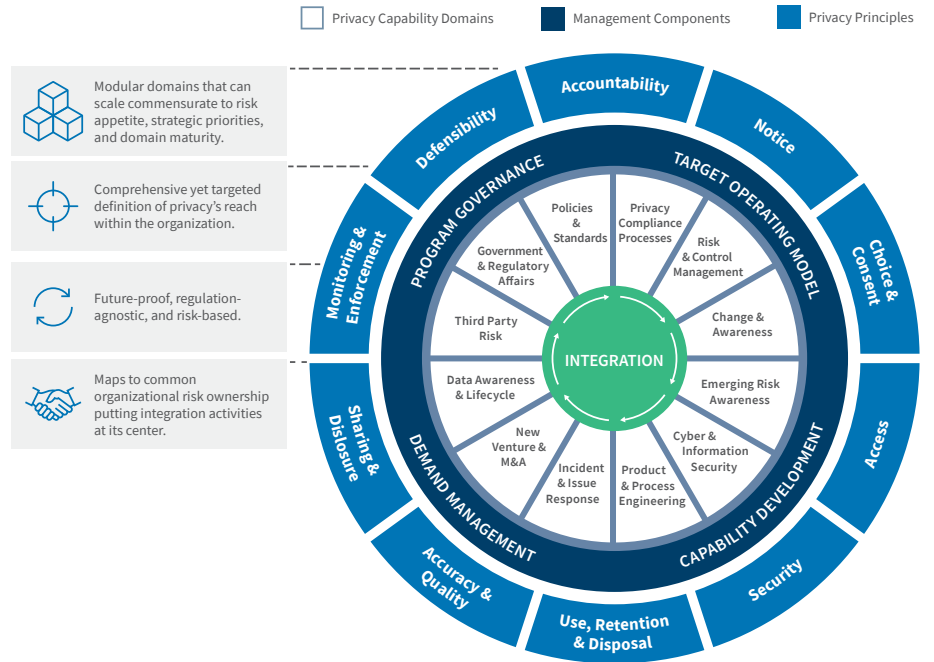 Privacy Capability Domains
Management Components
Privacy Principles
Modular domains that can
scale commensurate to risk
appetite, strategic priorities,
and domain maturity.
Comprehensive yet targeted
definition of privacy's reach
within the organization.
Future-proof, regulation-
agnostic, and risk-based.
Maps to common
organizational risk ownership
putting integration activities
at its center.
Accountability
Notice
Choice &
Consent
Access
Security
Use, Retention
& Disposal
Accuracy &
Quality
Sharing &
Dislosure
Monitoring &
Enforcement
Defensibility
PROGRAM GOVERNANCE
TARGET OPERATING MODEL
CAPABILITY DEVELOPMENT
DEMAND MANAGEMENT
Policies
&
Standards
Privacy
Compliance
Processes
Risk
& Control
Management
Change &
Awareness
Emerging Risk
Awareness
Cyber &
Information
Security
Product
& Process
Engineering
Incident
& Issue
Response
New
Venture &
M&A
Data Awareness
& Lifecycle
Third Party
Risk
Government
& Regulatory
Affairs
INTEGRATION